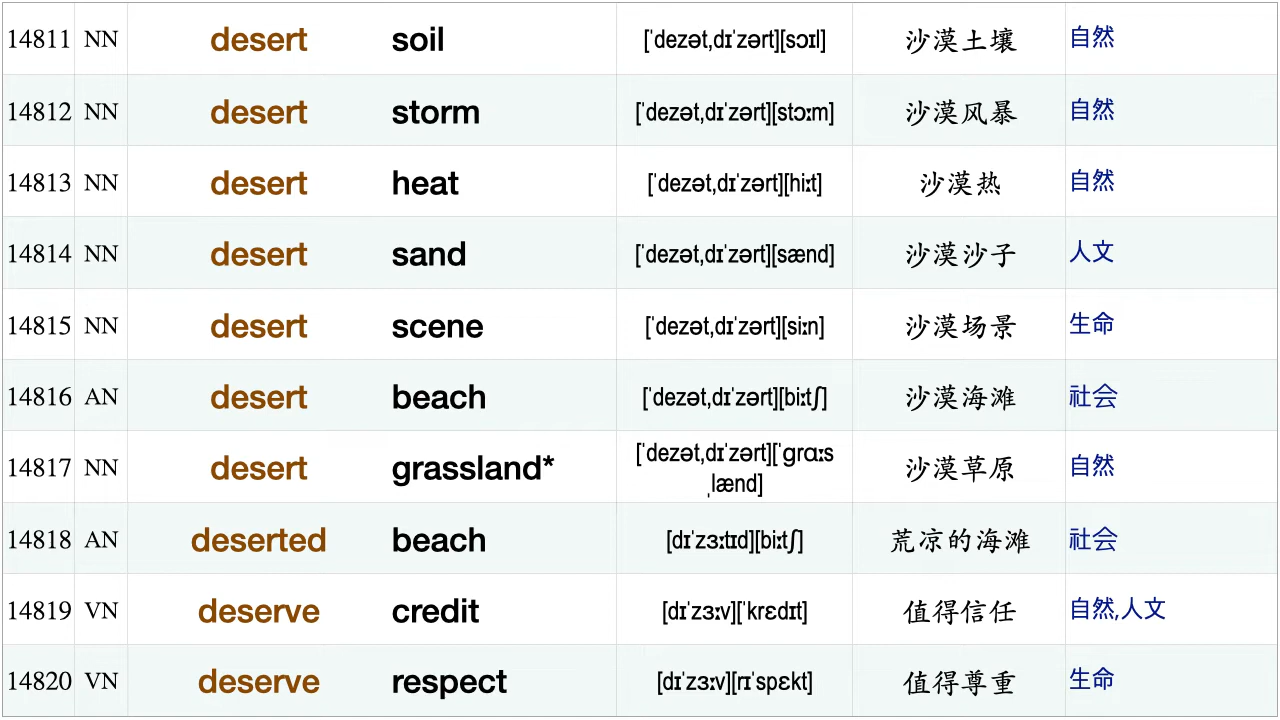 14811 NN desert soil [ˈdezət,dɪˈzərt][sɔɪl] 沙漠土壤 自然
14812 NN desert storm [ˈdezət,dɪˈzərt][stɔːm] 沙漠风暴 自然
14813 NN desert heat [ˈdezət,dɪˈzərt][hiːt] 沙漠热 自然
14814 NN desert sand [ˈdezət,dɪˈzərt][sænd] 沙漠沙子 人文
14815 NN desert scene [ˈdezət,dɪˈzərt][siːn] 沙漠场景 生命
14816 AN desert beach [ˈdezət,dɪˈzərt][biːtʃ] 沙漠海滩 社会
14817 NN desert grassland* [ˈdezət,dɪˈzərt][ˈɡrɑːs 沙漠草原 自然
ˌlænd]
14818 AN deserted beach [dɪˈzɜːtɪd][biːtʃ] 荒凉的海滩 社会
14819 VN deserve credit [dɪˈzɜːv][ˈkrɛdɪt] 值得信任 自然,人文
14820 VN deserve respect [dɪˈzɜːv][rɪˈspɛkt] 值得尊重 生命